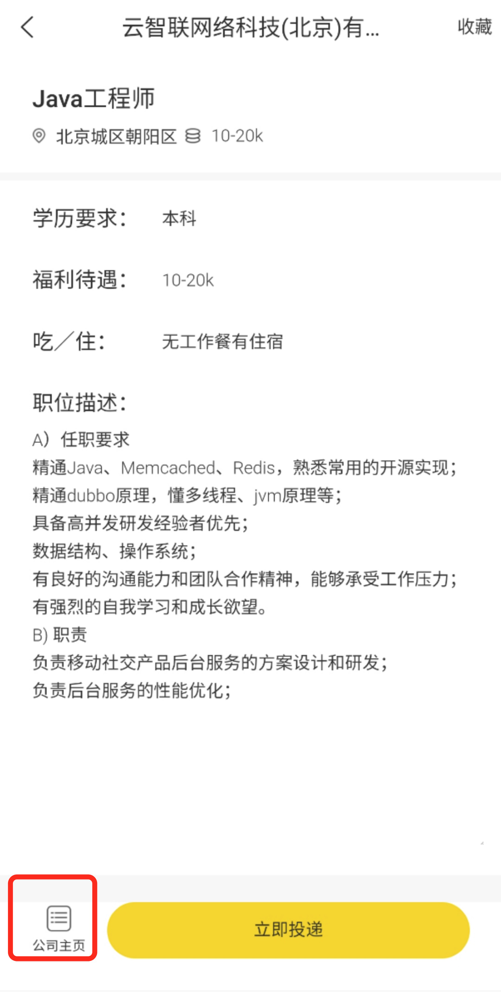 云智联网络科技(北京)有...
收藏
Java工程师
北京城区朝阳区 10-20k
学历要求： 本科
福利待遇： 10-20k
吃／住： 无工作餐有住宿
职位描述：
A）任职要求
精通Java、Memcached、Redis，熟悉常用的开源实现；
精通dubbo原理，懂多线程、jvm原理等；
具备高并发研发经验者优先；
数据结构、操作系统；
有良好的沟通能力和团队合作精神，能够承受工作压力；
有强烈的自我学习和成长欲望。
B) 职责
负责移动社交产品后台服务的方案设计和研发；
负责后台服务的性能优化；
公司主页
立即投递